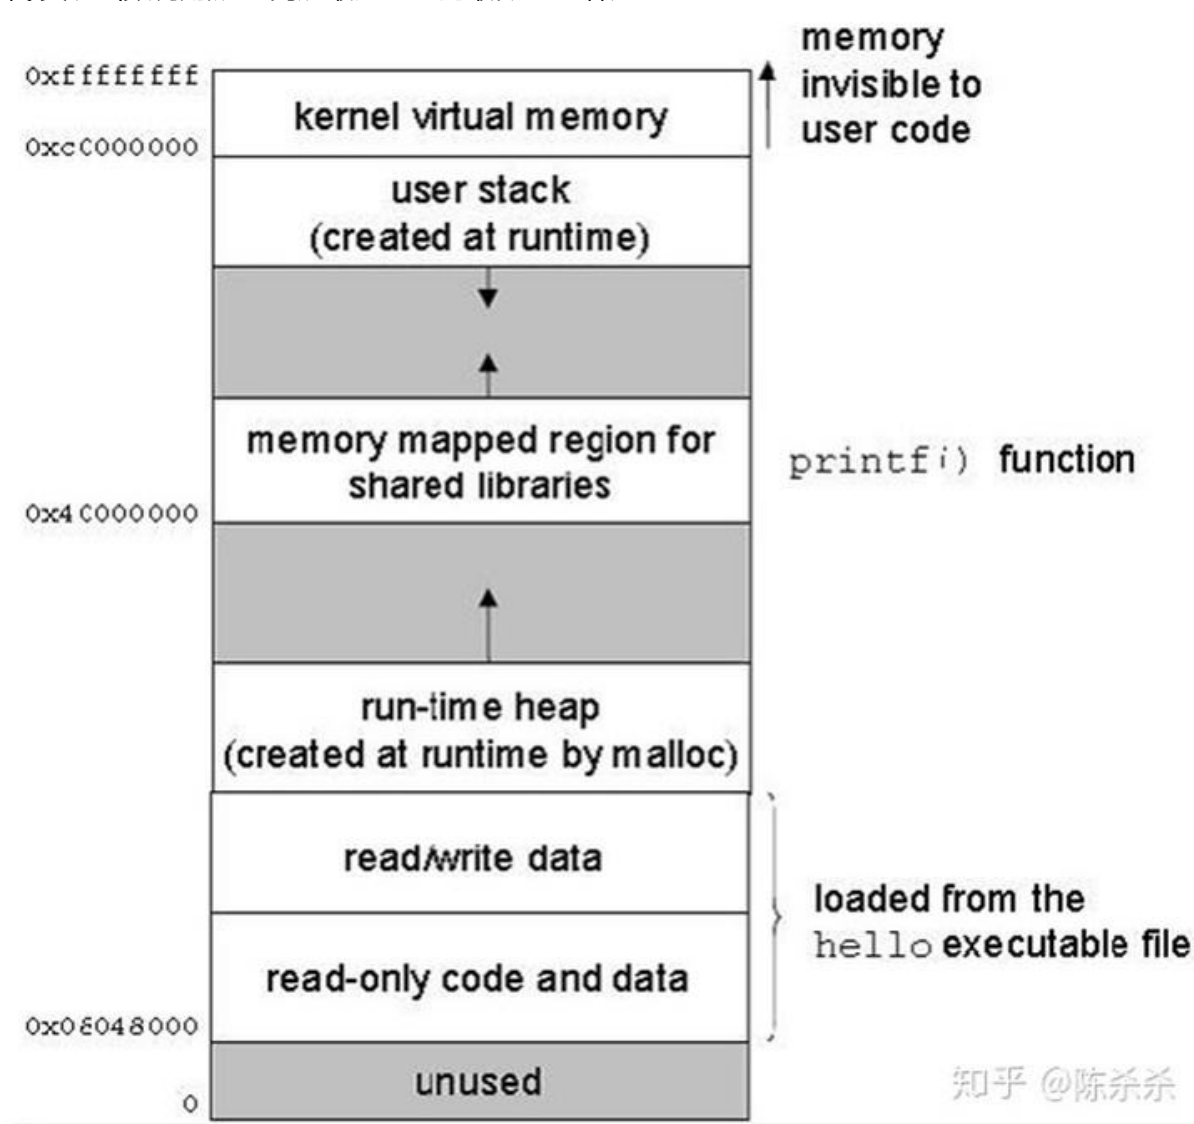 memory
invisible to
user code
0xffffffff
kernel virtual memory
0xc0000000
user stack
(created at runtime)
memory mapped region for
shared libraries
printf() function
0x40000000
run-time heap
(created at runtime by malloc)
read/write data
loaded from the
hello executable file
read-only code and data
0x08048000
unused
0
知乎 @陈杀杀